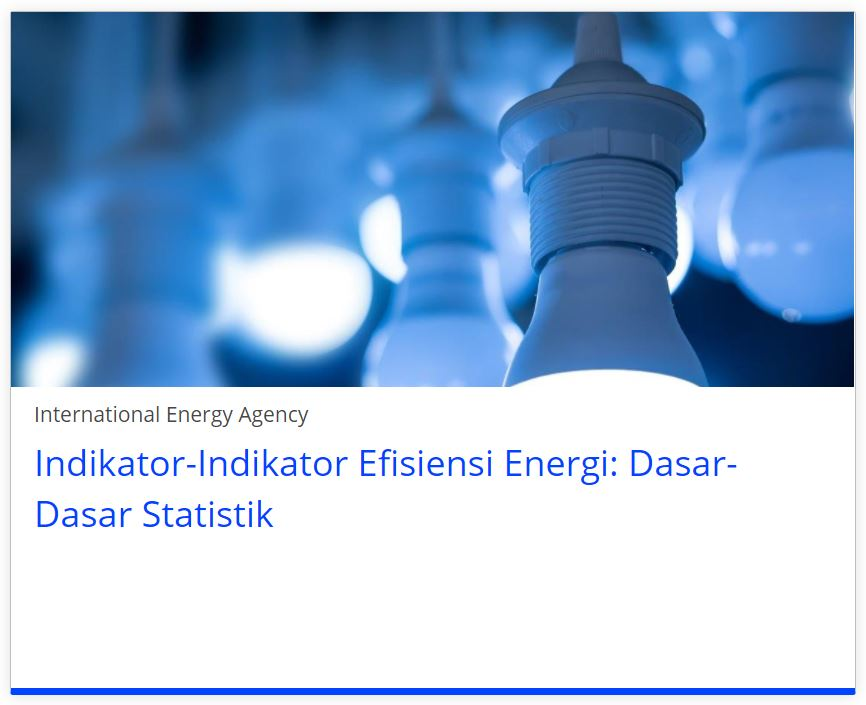 International Energy Agency
Indikator-Indikator Efisiensi Energi: Dasar-
Dasar Statistik